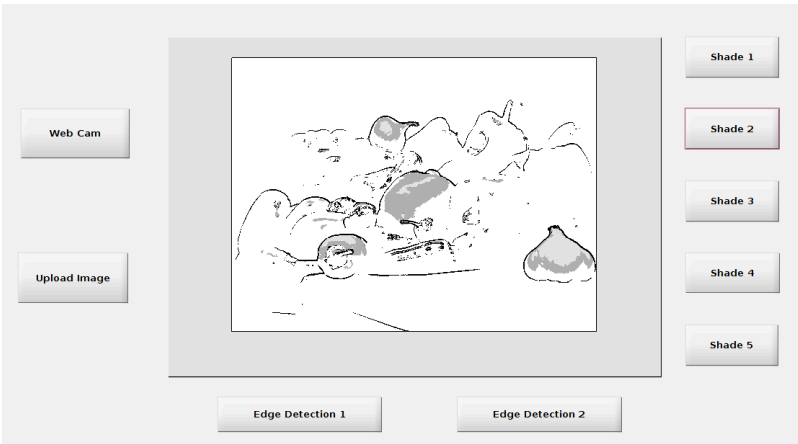 Shade 1
Web Cam
Shade 2
Shade 3
Upload Image
Shade 4
Shade 5
Edge Detection 1
Edge Detection 2